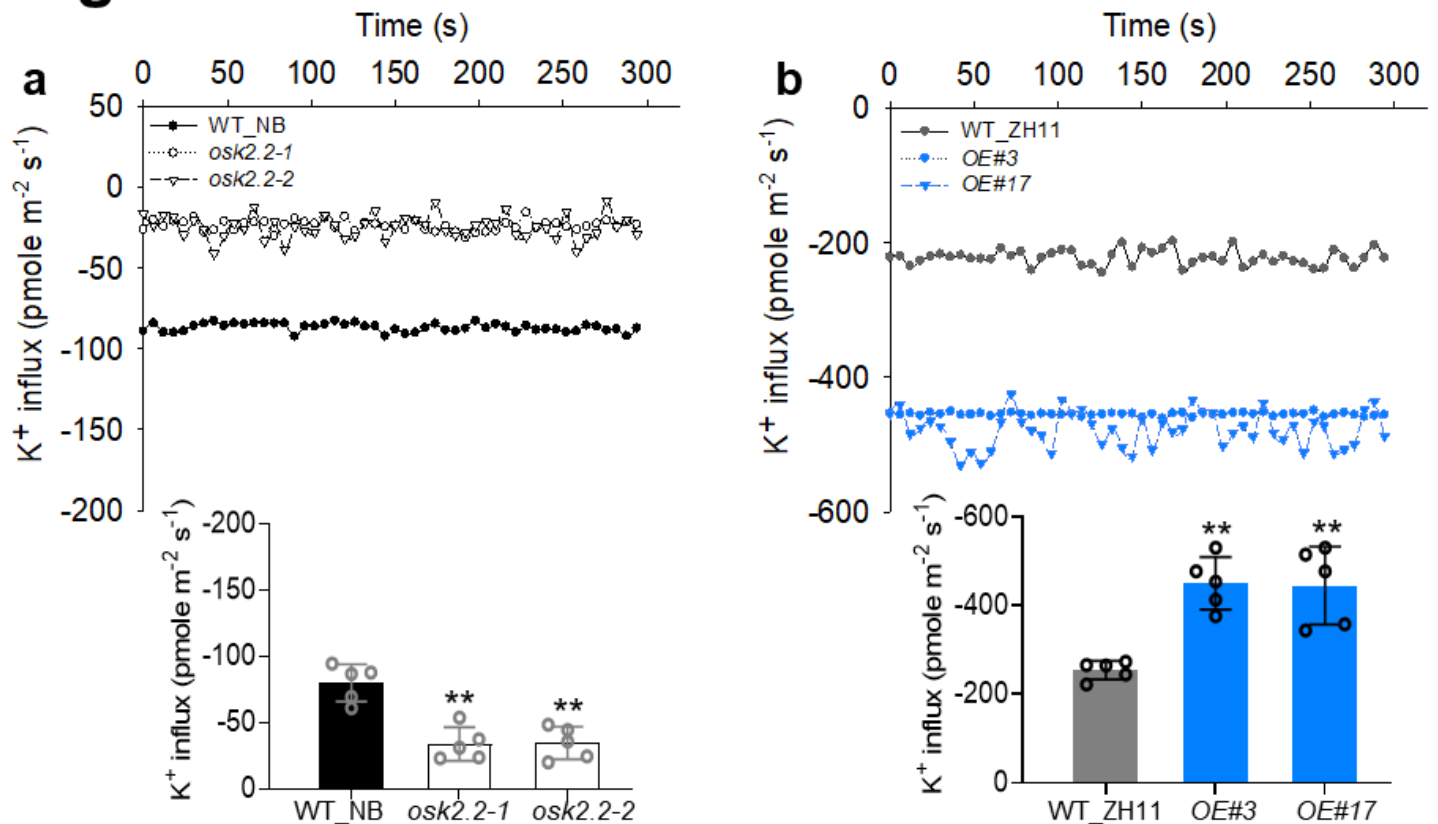 Time (s)
a
0 50 100 150 200 250 300
50
0
-50
-100
-150
-200
K+ influx (pmole m-2 s-1)
WT_NB
osk2.2-1
osk2.2-2
-200
-150
-100
-50
0
K+ influx (pmole m-2 s-1)
**
**
WT_NB osk2.2-1 osk2.2-2
Time (s)
b
0 50 100 150 200 250 300
0
-200
-400
-600
K+ influx (pmole m-2 s-1)
WT_ZH11
OE#3
OE#17
-600
-400
-200
0
K+ influx (pmole m-2 s-1)
**
**
WT_ZH11 OE#3 OE#17